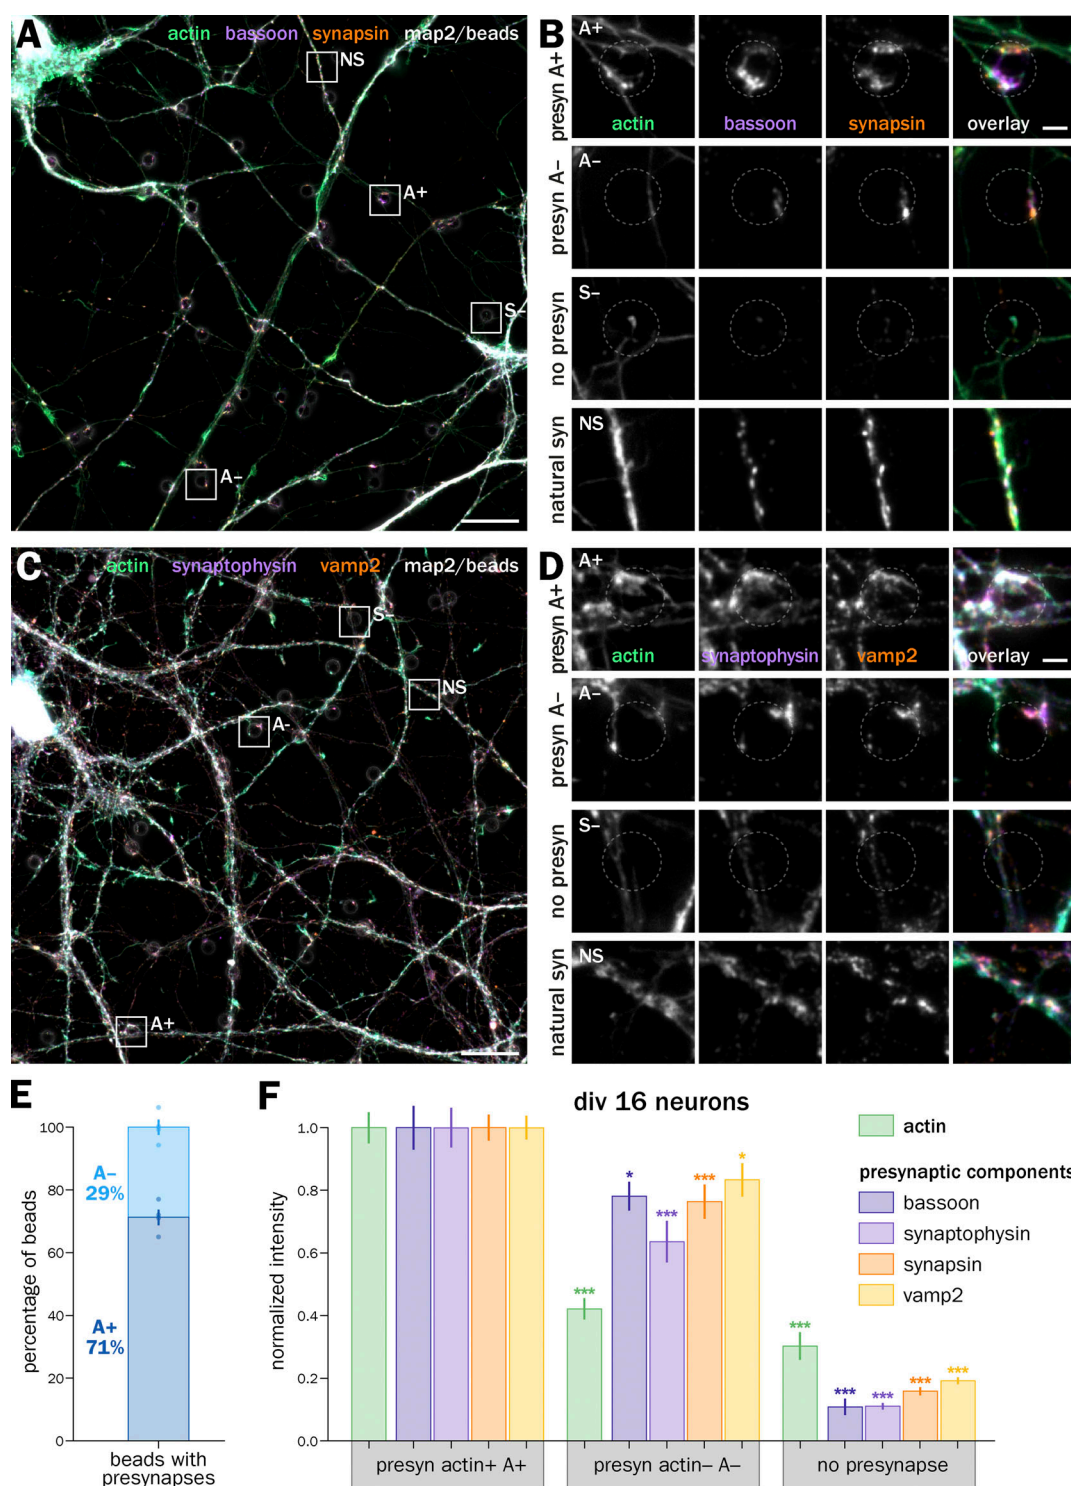 A
actin bassoon synapsin map2/beads
NS
A+
S–
A–
B
presyn A+
A+
actin
bassoon
synapsin
overlay
presyn A–
A–
no presyn
S–
natural syn
NS
C
actin synaptophysin vamp2 map2/beads
S–
NS
A-
A+
D
presyn A+
A+
actin
synaptophysin
vamp2
overlay
presyn A–
A–
no presyn
S–
natural syn
NS
E
percentage of beads
100
80
60
40
20
0
A–
29%
A+
71%
beads with
presynapses
F
div 16 neurons
normalized intensity
1.0
0.8
0.6
0.4
0.2
0.0
***
*
***
***
*
***
***
***
***
***
presyn actin+ A+
presyn actin– A–
no presynapse
actin
presynaptic components
bassoon
synaptophysin
synapsin
vamp2